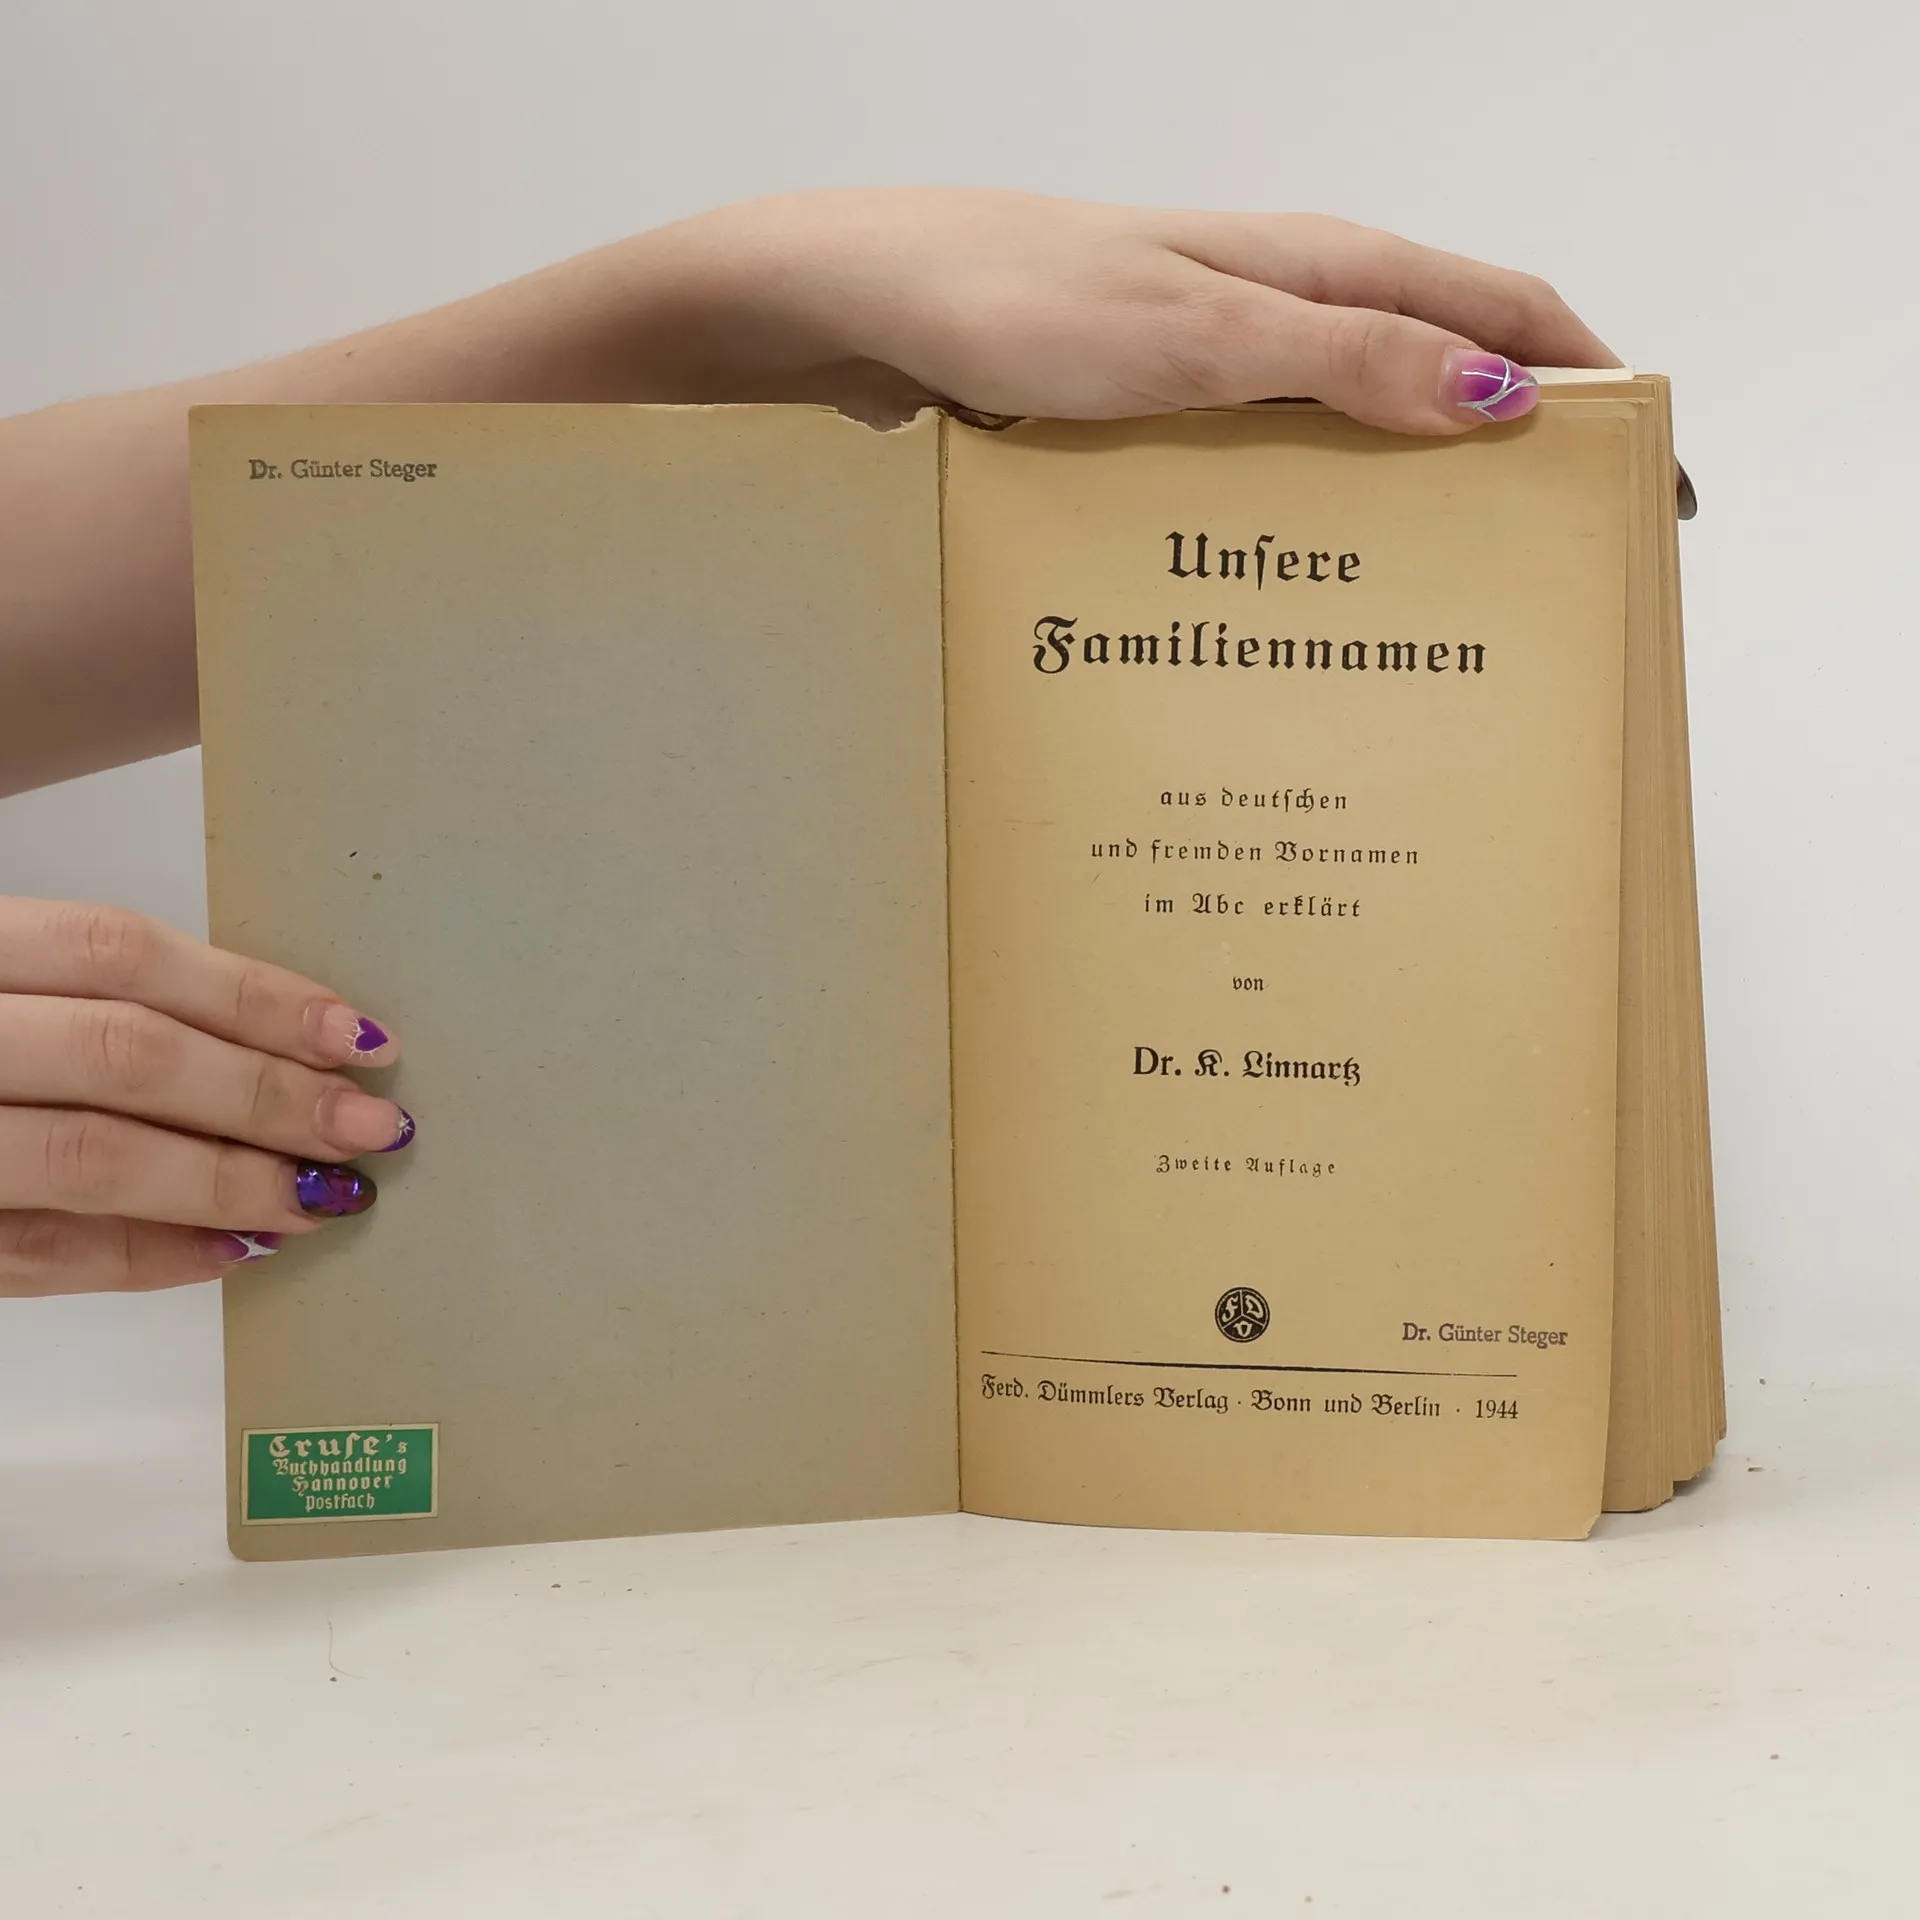 Dr. Günter Steger
Cruſe's
Buchhandlung
Hannover
Postfach
Unſere
Familiennamen
aus deutſchen
und fremden Vornamen
im Abc erklärt
von
Dr. K. Linnartz
Zweite Auflage
F D
V
Dr. Günter Steger
Ferd. Dümmlers Verlag · Bonn und Berlin · 1944